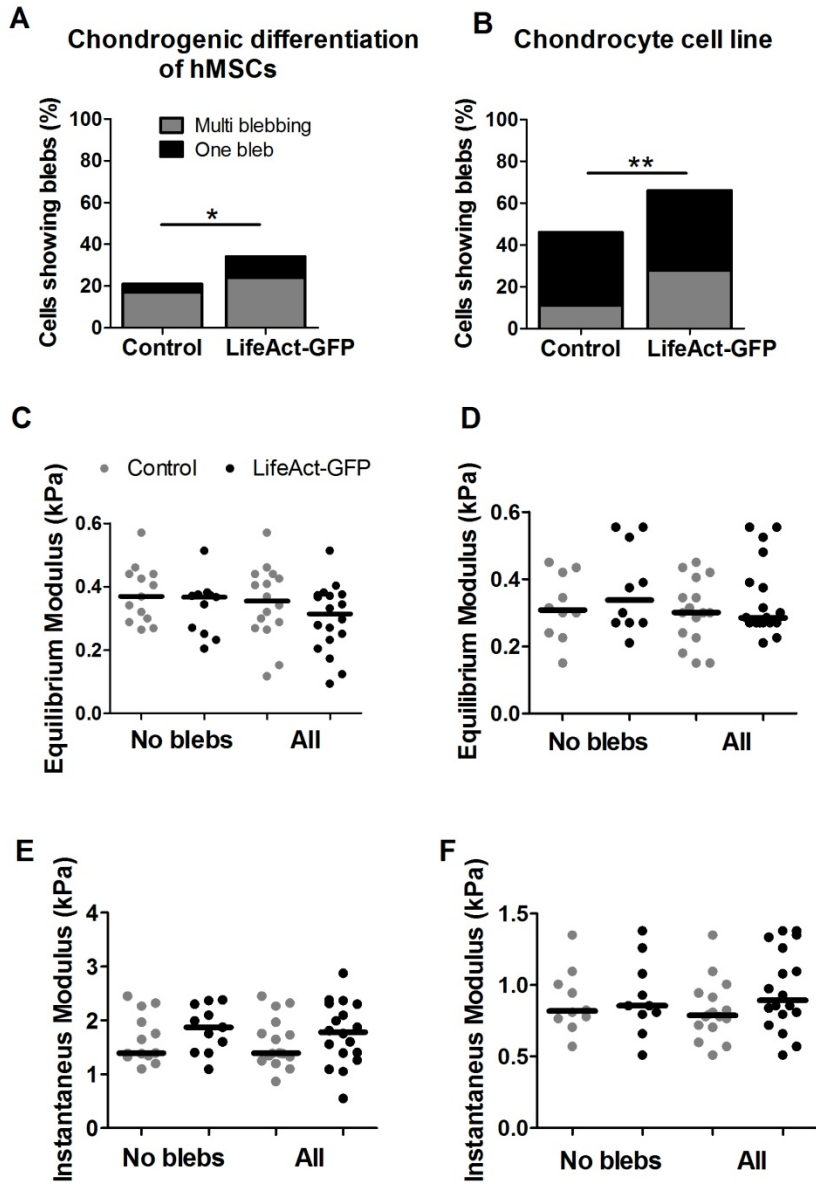 A
Chondrogenic differentiation
of hMSCs
Cells showing blebs (%)
100
80
60
40
20
0
Multi blebbing
One bleb
*
Control
LifeAct-GFP
B
Chondrocyte cell line
Cells showing blebs (%)
100
80
60
40
20
0
**
Control
LifeAct-GFP
C
Control
LifeAct-GFP
Equilibrium Modulus (kPa)
0.6
0.4
0.2
0.0
No blebs
All
D
Equilibrium Modulus (kPa)
0.6
0.4
0.2
0.0
No blebs
All
E
Instantaneus Modulus (kPa)
4
3
2
1
0
No blebs
All
F
Instantaneus Modulus (kPa)
1.5
1.0
0.5
0.0
No blebs
All